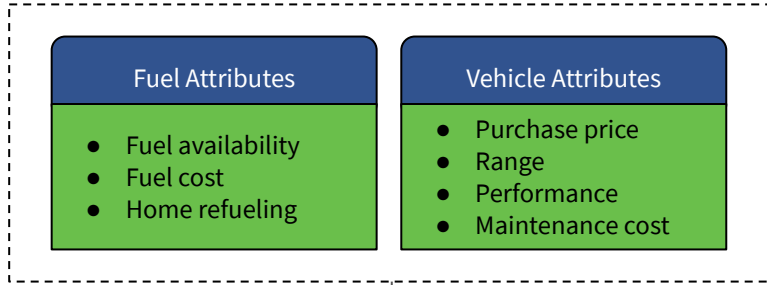 Fuel Attributes
● Fuel availability
● Fuel cost
● Home refueling
Vehicle Attributes
● Purchase price
● Range
● Performance
● Maintenance cost